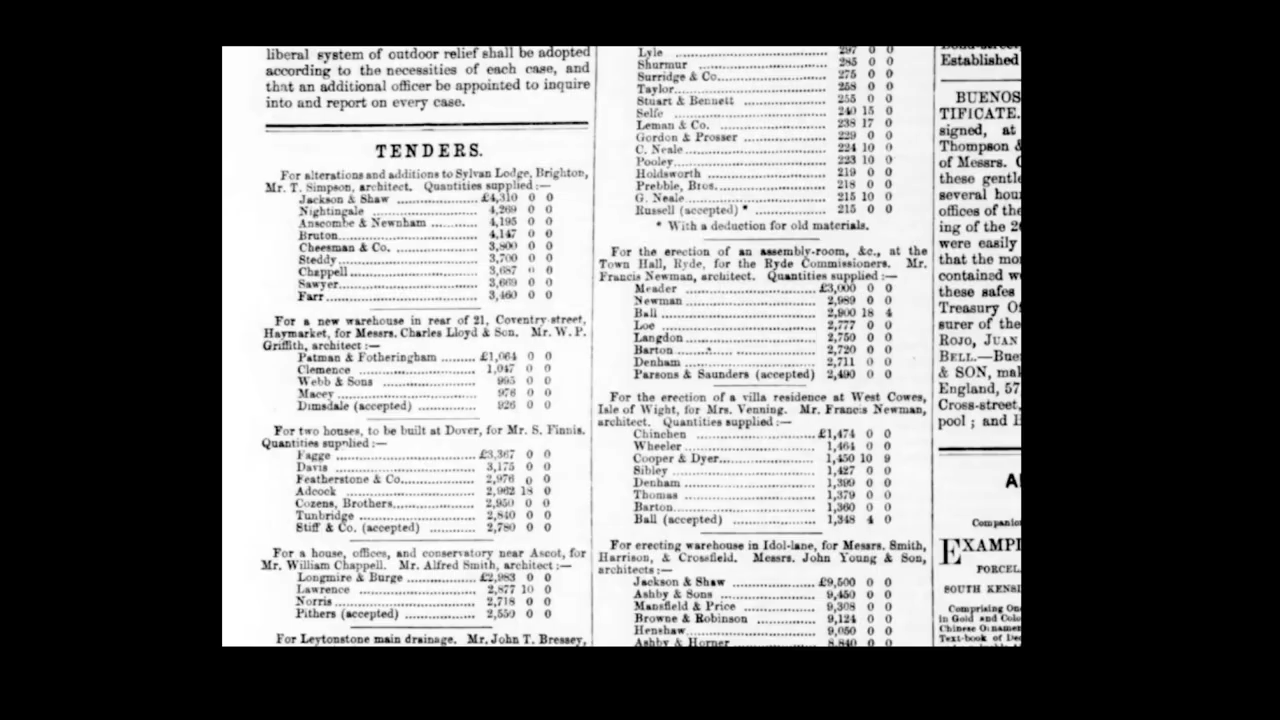 liberal system of outdoor relief shall be adopted
according to the necessities of each case, and
that an additional officer be appointed to inquire
into and report on every case.
TENDERS.
For alterations and additions to Sylvan Lodge, Brighton,
Mr. T. Simpson, architect. Quantities supplied:—
Jackson & Shaw .................. £4,310 0 0
Nightingale .................. 4,269 0 0
Anscombe & Newnham .................. 4,195 0 0
Bruton .................. 4,147 0 0
Cheesman & Co. .................. 3,800 0 0
Steddy .................. 3,700 0 0
Chappell .................. 3,687 0 0
Sawyer .................. 3,669 0 0
Farr .................. 3,460 0 0
For a new warehouse in rear of 21, Coventry-street,
Haymarket, for Messrs. Charles Lloyd & Son. Mr. W. P.
Griffith, architect:—
Patman & Fotheringham ......... £1,064 0 0
Clemence .................. 1,047 0 0
Webb & Sons .................. 995 0 0
Macey .................. 976 0 0
Dimsdale (accepted) .................. 926 0 0
For two houses, to be built at Dover, for Mr. S. Finnis.
Quantities supplied:—
Fagge .................. £3,367 0 0
Davis .................. 3,175 0 0
Featherstone & Co. .................. 2,976 0 0
Adcock .................. 2,962 18 0
Cozens, Brothers .................. 2,950 0 0
Tunbridge .................. 2,840 0 0
Stiff & Co. (accepted) .................. 2,780 0 0
For a house, offices, and conservatory near Ascot, for
Mr. William Chappell. Mr. Alfred Smith, architect:—
Longmire & Burge .................. £2,983 0 0
Lawrence .................. 2,877 10 0
Norris .................. 2,718 0 0
Pithers (accepted) .................. 2,550 0 0
For Leytonstone main drainage. Mr. John T. Bressey,
Lyle .................. 297 0 0
Shurmur .................. 285 0 0
Surridge & Co. .................. 275 0 0
Taylor .................. 258 0 0
Stuart & Bennett .................. 255 0 0
Selfe .................. 240 15 0
Leman & Co. .................. 238 17 0
Gordon & Prosser .................. 229 0 0
C. Neale .................. 224 10 0
Pooley .................. 223 10 0
Holdsworth .................. 219 0 0
Prebble, Bros. .................. 218 0 0
G. Neale .................. 215 10 0
Russell (accepted) * .................. 215 0 0
* With a deduction for old materials.
For the erection of an assembly-room, &c., at the
Town Hall, Ryde, for the Ryde Commissioners. Mr.
Francis Newman, architect. Quantities supplied:—
Meader .................. £3,000 0 0
Newman .................. 2,989 0 0
Ball .................. 2,900 18 4
Loe .................. 2,777 0 0
Langdon .................. 2,750 0 0
Barton .................. 2,720 0 0
Denham .................. 2,711 0 0
Parsons & Saunders (accepted) 2,490 0 0
For the erection of a villa residence at West Cowes,
Isle of Wight, for Mrs. Venning. Mr. Francis Newman,
architect. Quantities supplied:—
Chinchen .................. £1,474 0 0
Wheeler .................. 1,464 0 0
Cooper & Dyer .................. 1,450 10 9
Sibley .................. 1,427 0 0
Denham .................. 1,399 0 0
Thomas .................. 1,379 0 0
Barton .................. 1,360 0 0
Ball (accepted) .................. 1,348 4 0
For erecting warehouse in Idol-lane, for Messrs. Smith,
Harrison, & Crossfield. Messrs. John Young & Son,
architects:—
Jackson & Shaw .................. £9,500 0 0
Ashby & Sons .................. 9,450 0 0
Mansfield & Price .................. 9,308 0 0
Browne & Robinson .................. 9,124 0 0
Henshaw .................. 9,050 0 0
Ashby & Horner .................. 8,840 0 0
Established
BUENOS
TIFICATE.
signed, at
Thompson &
of Messrs.
these gentle
several hou
offices of the
ing of the 2
were easily
that the mo
contained w
these safes
Treasury Of
surer of the
ROJO, JUAN
BELL.—Bue
& SON, mak
England, 57
Cross-street,
pool; and
A
Companion
EXAMPL
PORCEL
SOUTH KENSI
Comprising One
in Gold and Colo
Chinese Ornamen
Text-book of Des